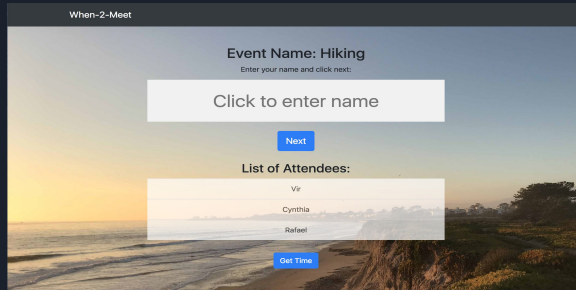 When-2-Meet
Event Name: Hiking
Enter your name and click next:
Click to enter name
Next
List of Attendees:
Vir
Cynthia
Rafael
Get Time